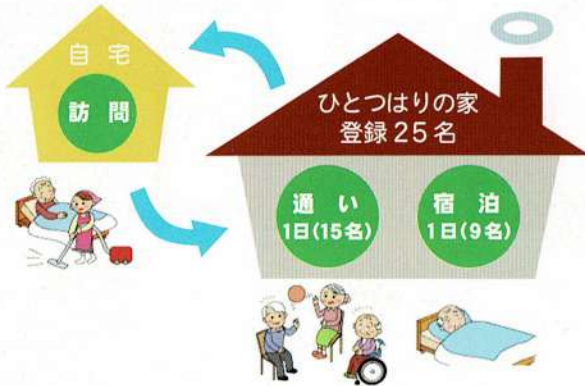 自宅
訪問
ひとつはりの家
登録25名
通い
1日(15名)
宿泊
1日(9名)